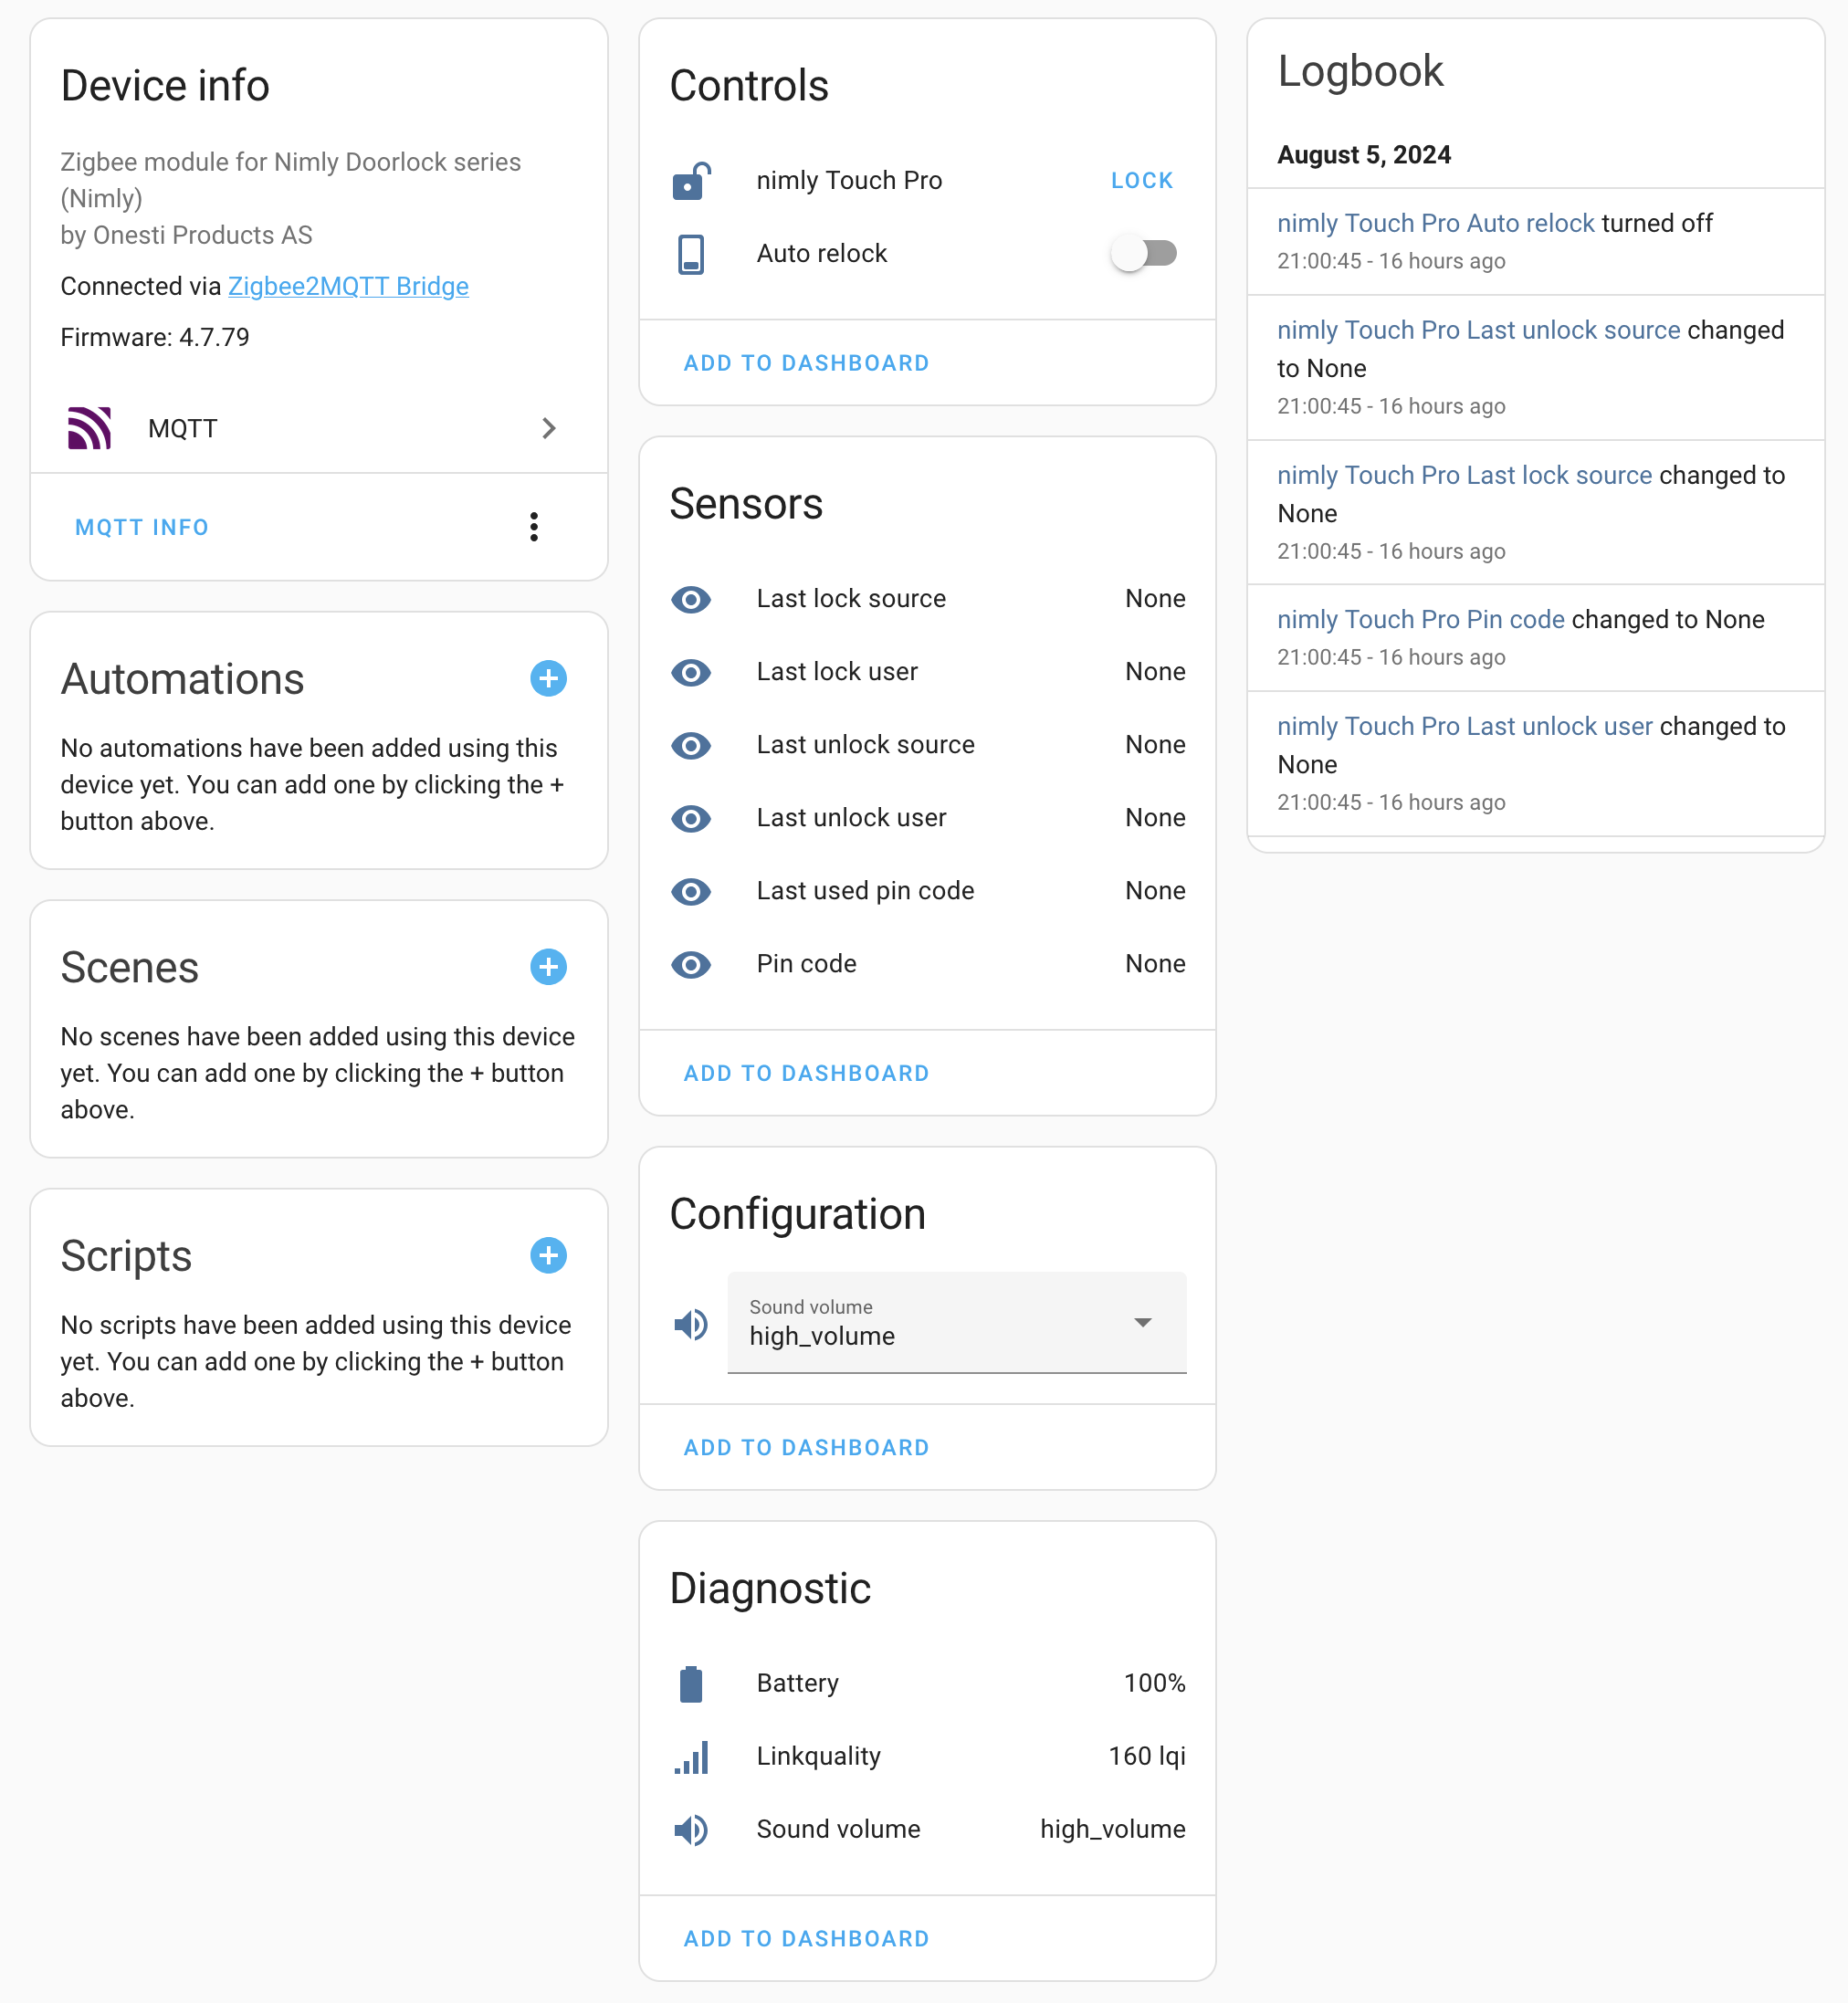 Device info
Zigbee module for Nimly Doorlock series
(Nimly)
by Onesti Products AS
Connected via Zigbee2MQTT Bridge
Firmware: 4.7.79
MQTT
MQTT INFO
Automations
No automations have been added using this
device yet. You can add one by clicking the +
button above.
Scenes
No scenes have been added using this device
yet. You can add one by clicking the + button
above.
Scripts
No scripts have been added using this device
yet. You can add one by clicking the + button
above.
Controls
nimly Touch Pro LOCK
Auto relock
ADD TO DASHBOARD
Sensors
Last lock source None
Last lock user None
Last unlock source None
Last unlock user None
Last used pin code None
Pin code None
ADD TO DASHBOARD
Configuration
Sound volume
high_volume
ADD TO DASHBOARD
Diagnostic
Battery 100%
Linkquality 160 lqi
Sound volume high_volume
ADD TO DASHBOARD
Logbook
August 5, 2024
nimly Touch Pro Auto relock turned off
21:00:45 - 16 hours ago
nimly Touch Pro Last unlock source changed
to None
21:00:45 - 16 hours ago
nimly Touch Pro Last lock source changed to
None
21:00:45 - 16 hours ago
nimly Touch Pro Pin code changed to None
21:00:45 - 16 hours ago
nimly Touch Pro Last unlock user changed to
None
21:00:45 - 16 hours ago